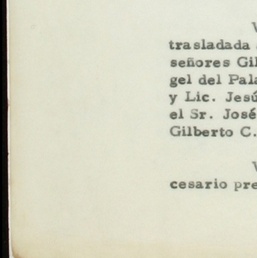 trasladada
señores Gil
gel del Pala
y Lic. Jesú
el Sr. José
Gilberto C.
cesario pre